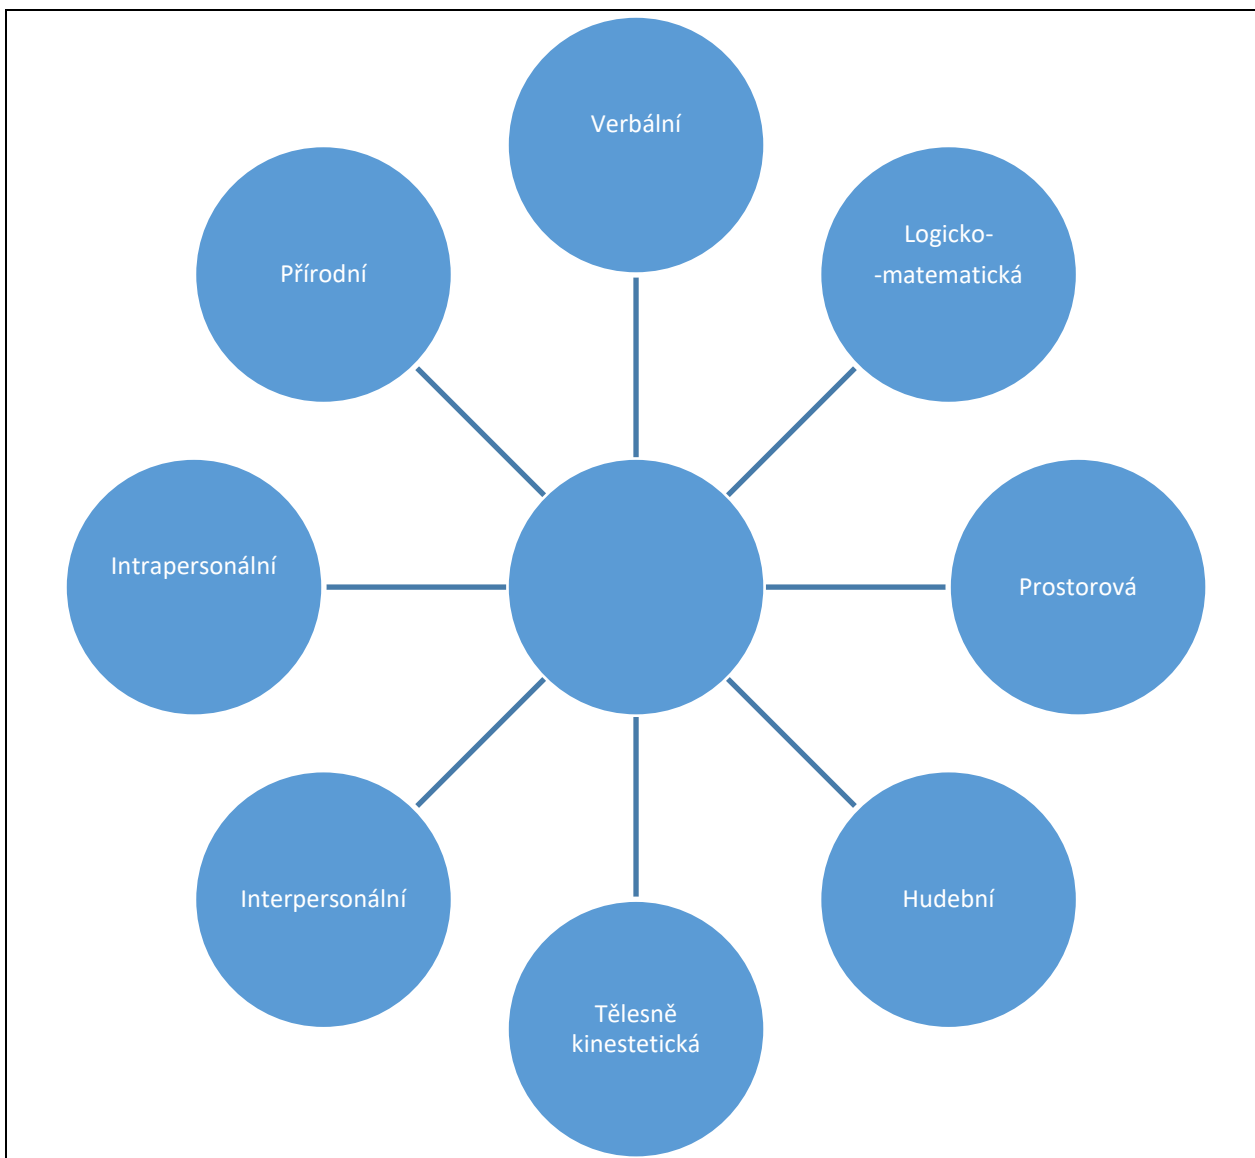 Verbální
Logicko-
-matematická
Přírodní
Intrapersonální
Prostorová
Interpersonální
Hudební
Tělesně
kinestetická